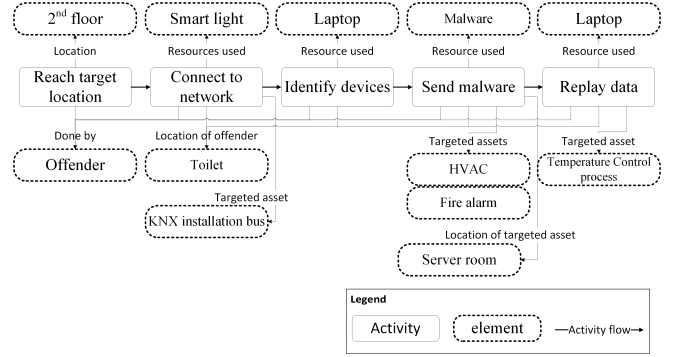 2nd floor
Smart light
Laptop
Malware
Laptop
Location
Resources used
Resource used
Resource used
Resource used
Reach target
location
Connect to
network
Identify devices
Send malware
Replay data
Done by
Location of offender
Targeted assets
Targeted asset
Offender
Toilet
HVAC
Temperature Control
process
Targeted asset
KNX installation bus
Fire alarm
Location of targeted asset
Server room
Legend
Activity
element
Activity flow